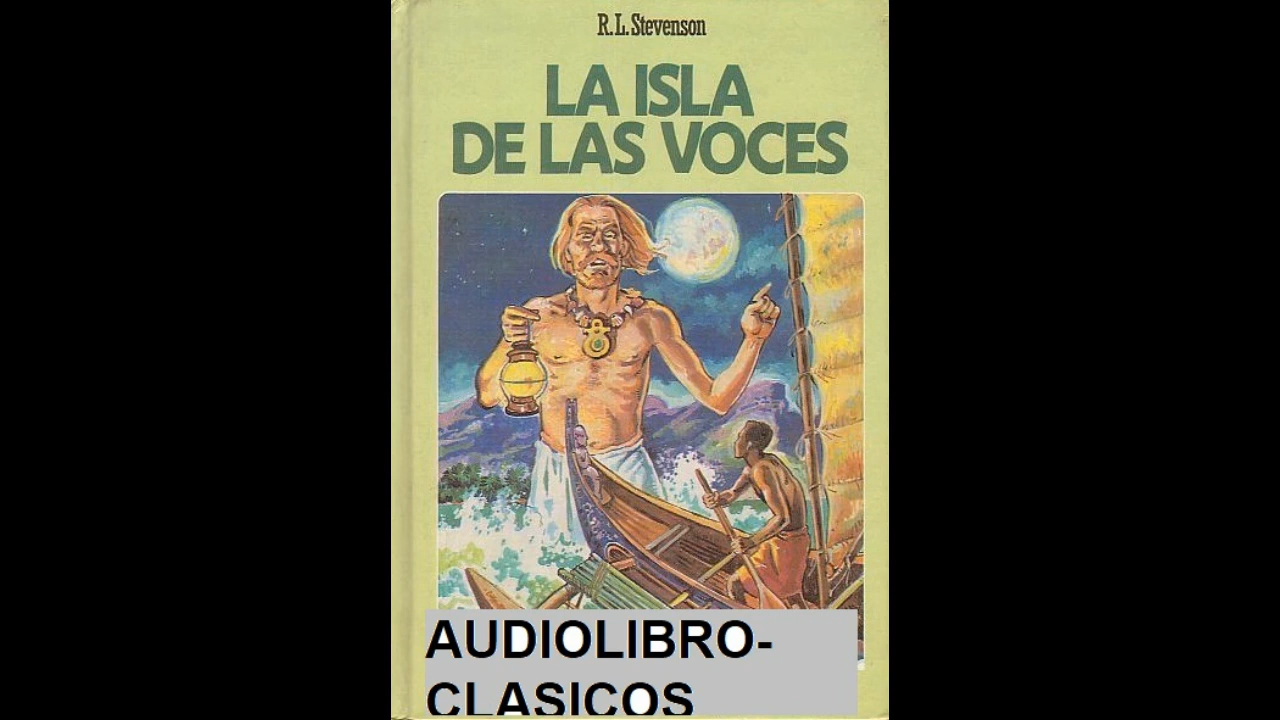 R.L. Stevenson
LA ISLA
DE LAS VOCES
AUDIOLIBRO-
CLASICOS